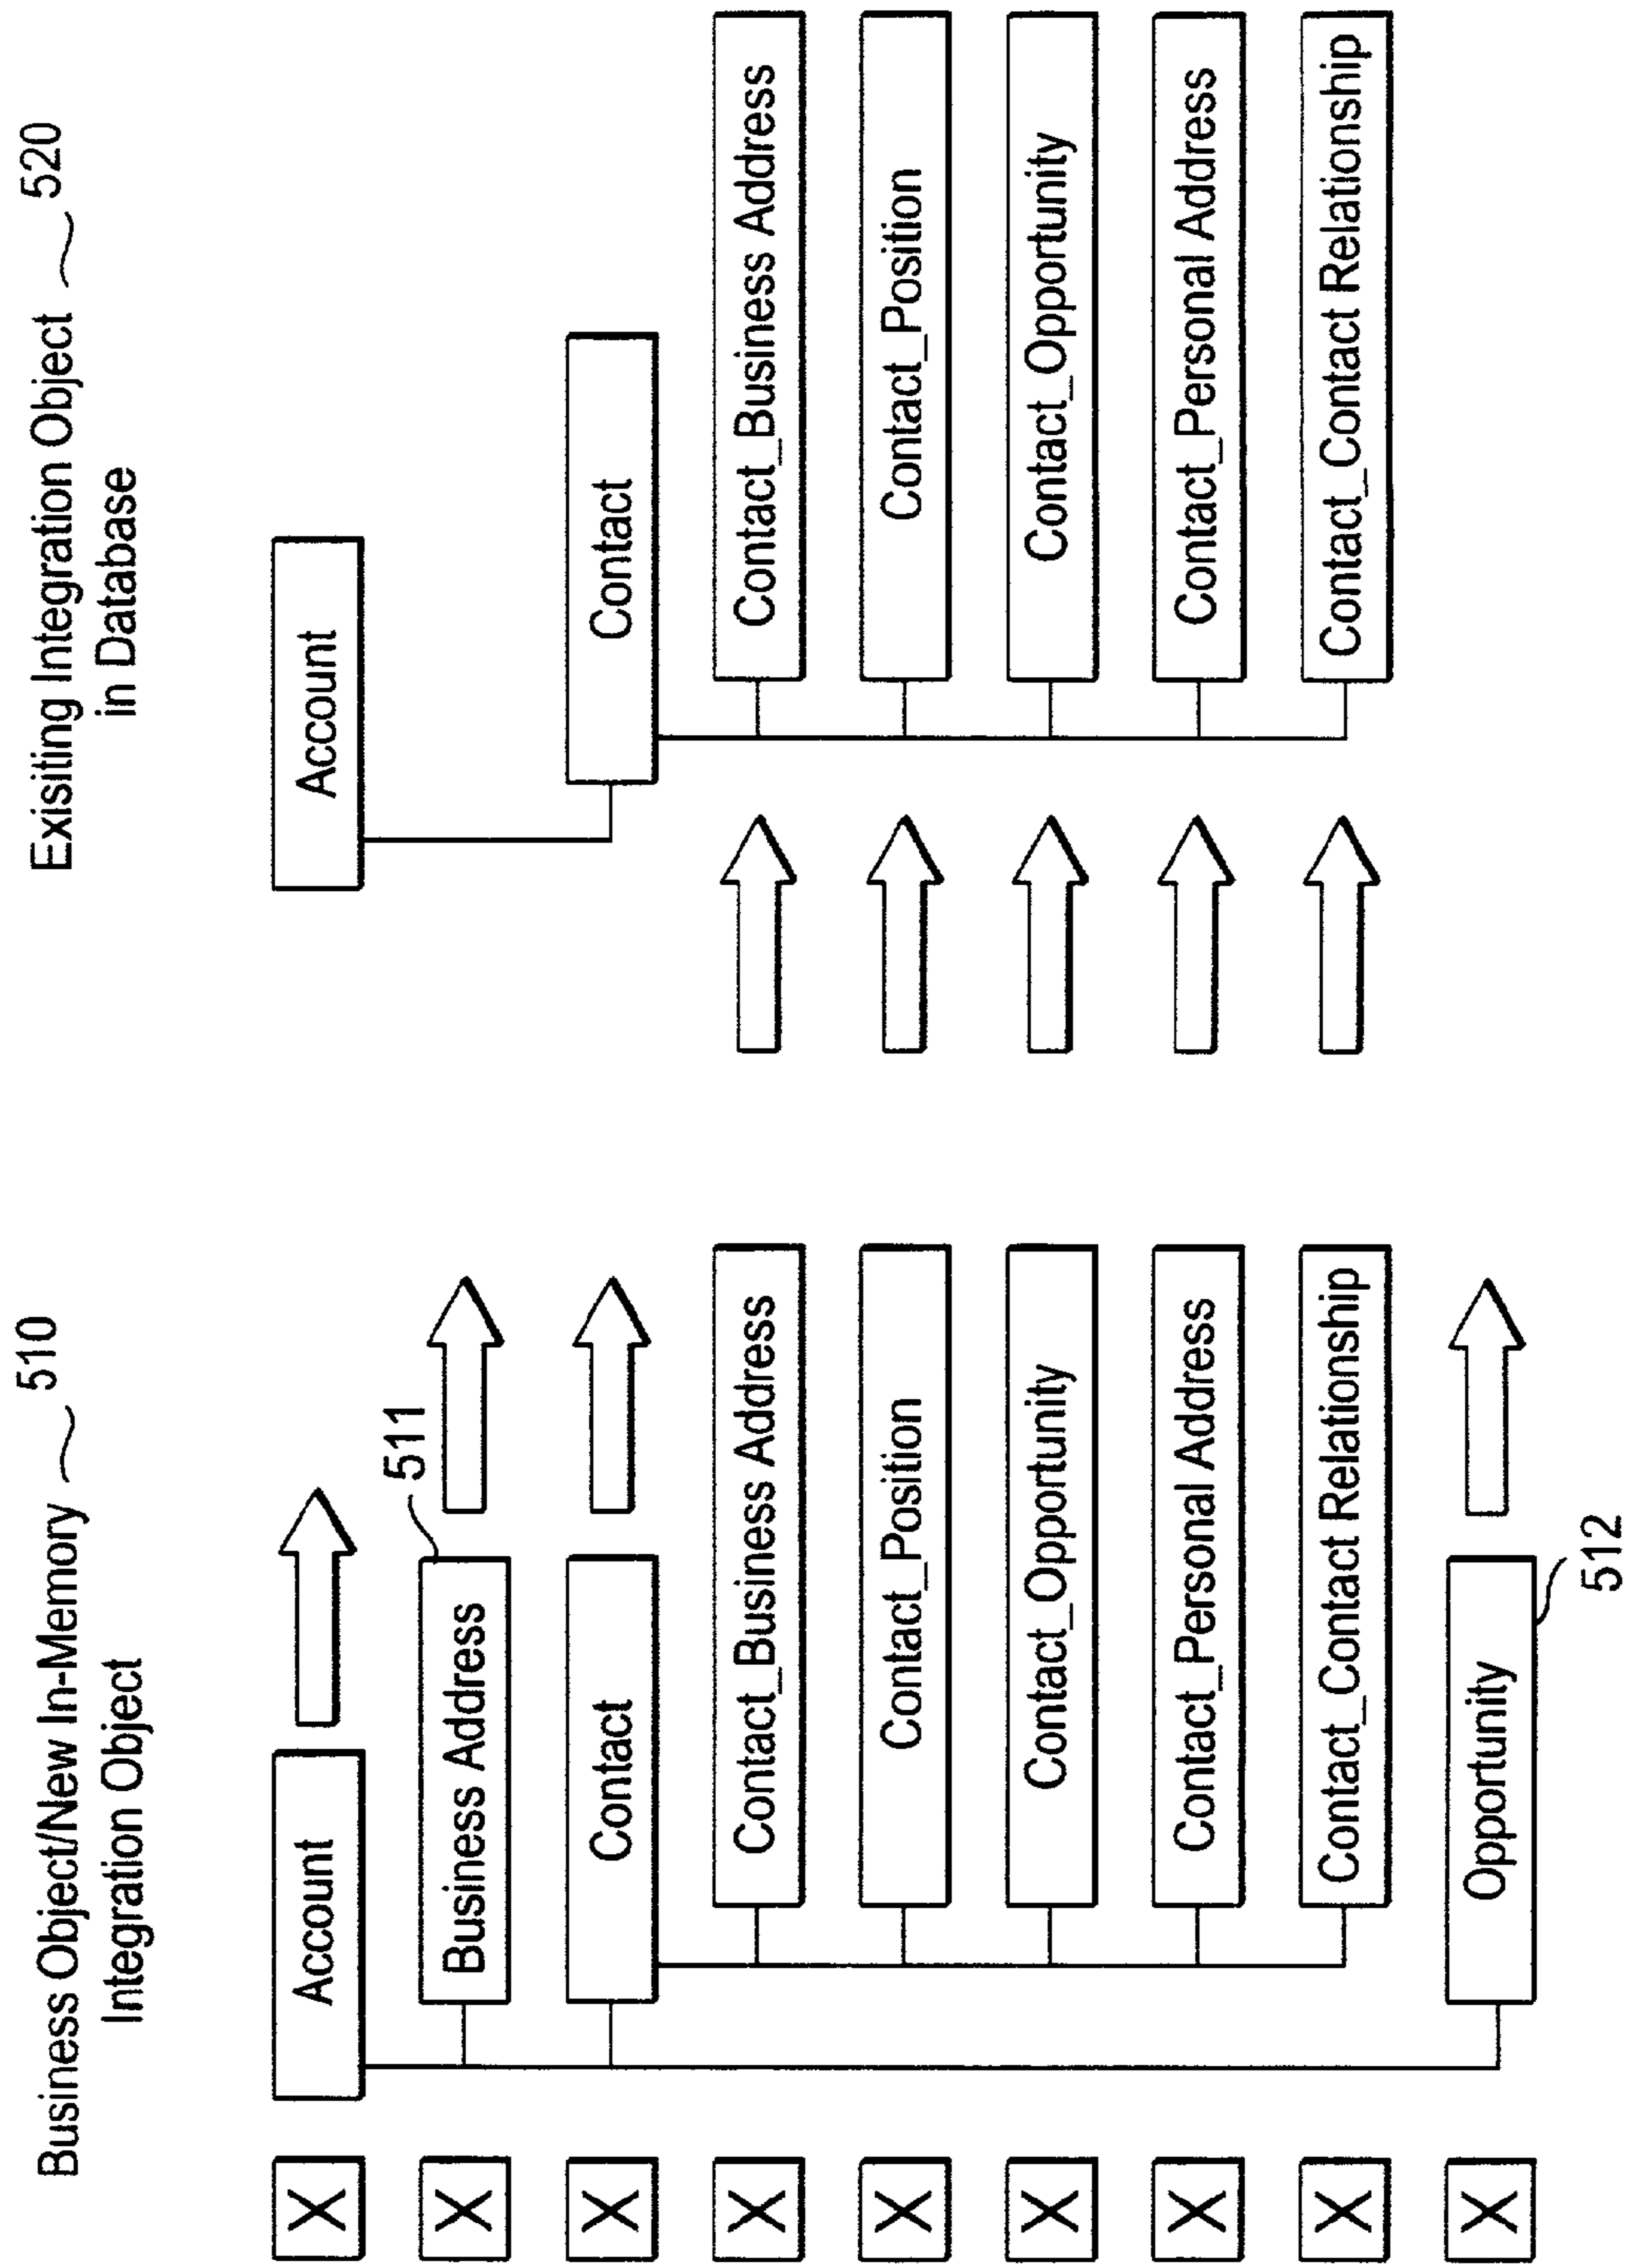 Business Object/New In-Memory 510
Integration Object
Exisiting Integration Object 520
in Database
X Account
Account
X Business Address
511
X Contact
Contact
X Contact_Business Address
Contact_Business Address
X Contact_Position
Contact_Position
X Contact_Opportunity
Contact_Opportunity
X Contact_Personal Address
Contact_Personal Address
X Contact_Contact Relationship
Contact_Contact Relationship
X Opportunity
512